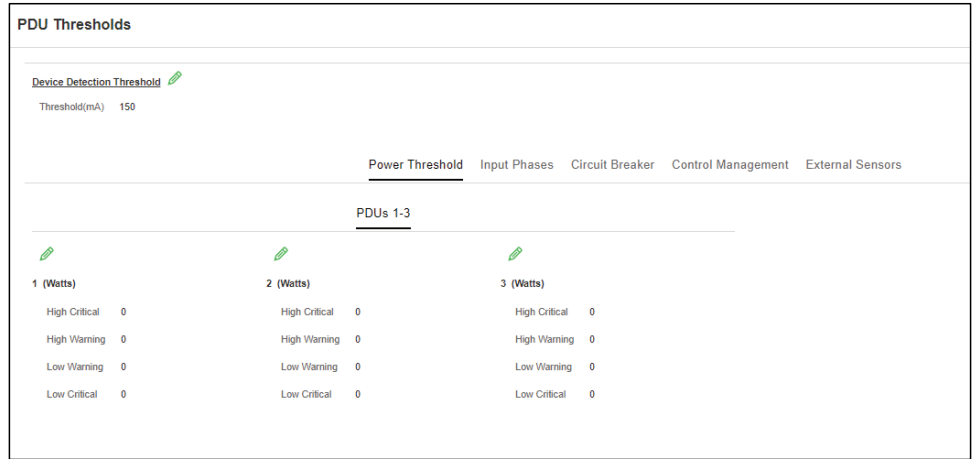 PDU Thresholds
Device Detection Threshold
Threshold(mA) 150
Power Threshold Input Phases Circuit Breaker Control Management External Sensors
PDUs 1-3
1 (Watts) 2 (Watts) 3 (Watts)
High Critical 0 High Critical 0 High Critical 0
High Warning 0 High Warning 0 High Warning 0
Low Warning 0 Low Warning 0 Low Warning 0
Low Critical 0 Low Critical 0 Low Critical 0